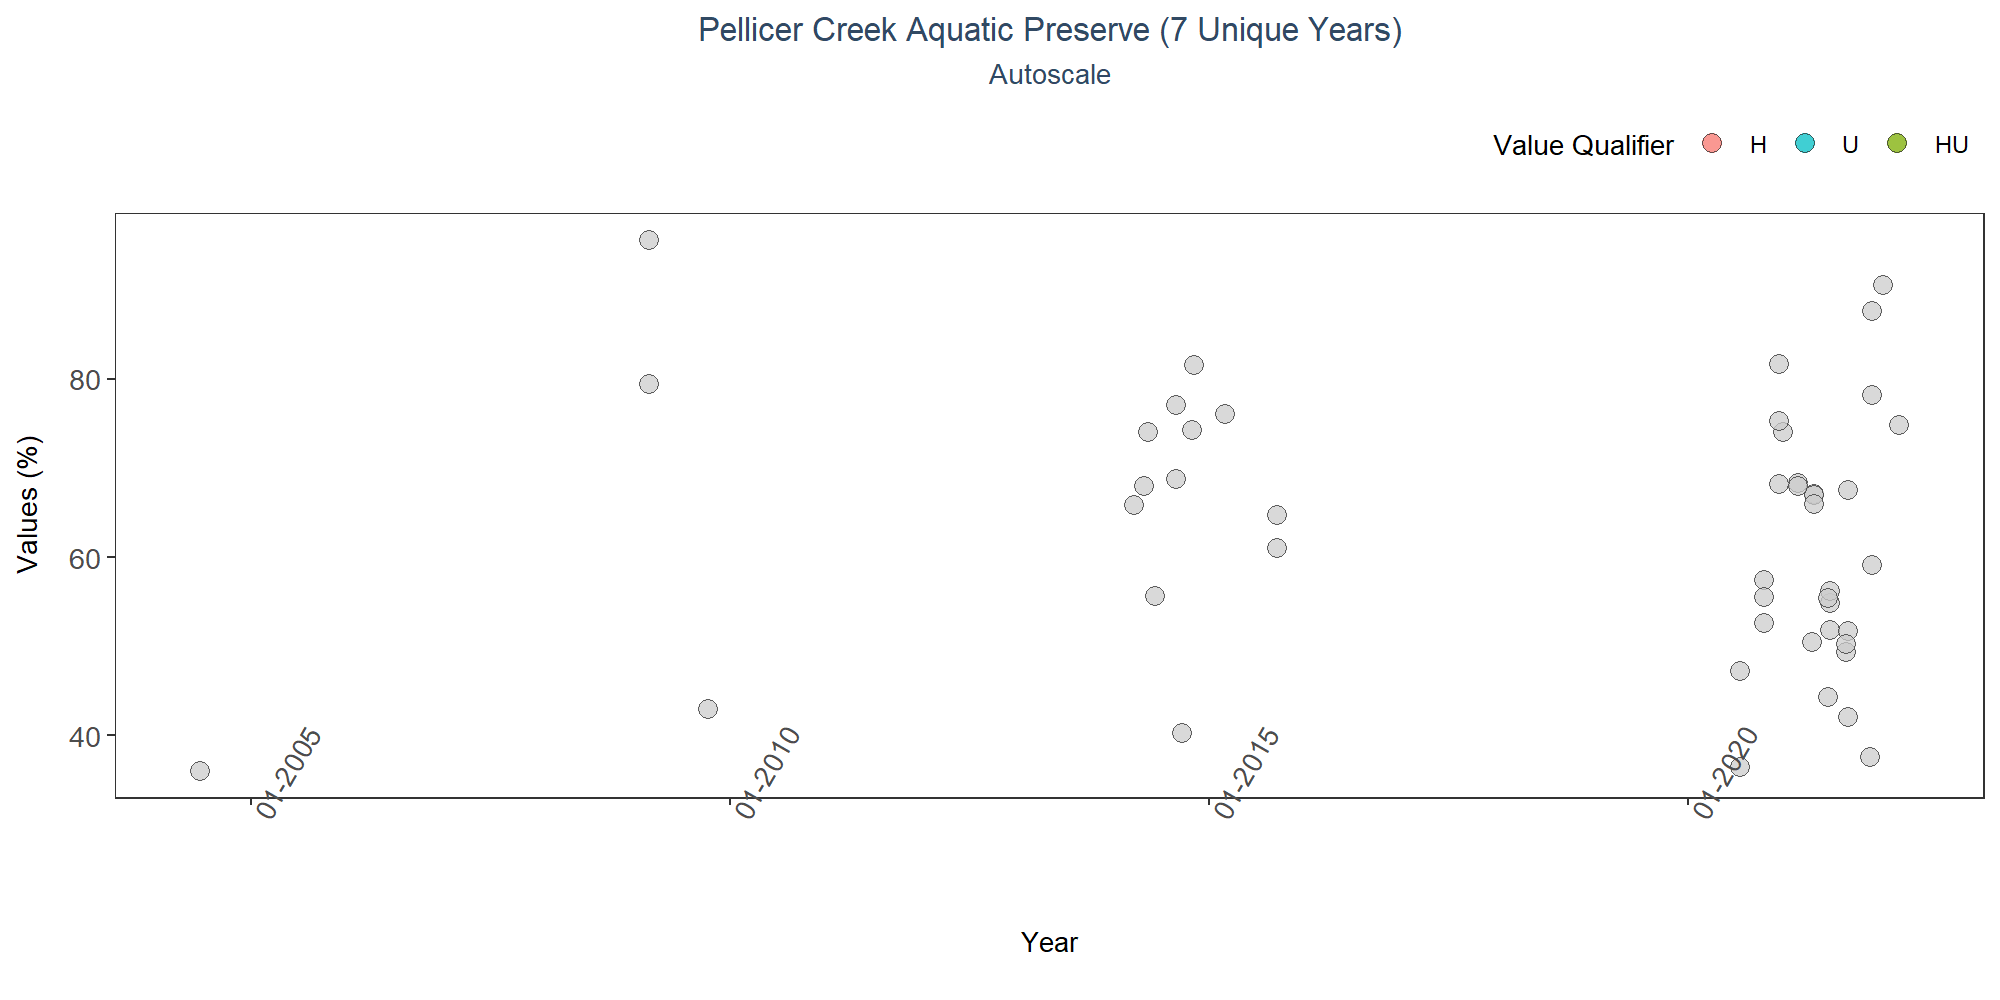 Pellicer Creek Aquatic Preserve (7 Unique Years)
Autoscale
Value Qualifier H U HU
Values (%)
80
60
40
01-2005
01-2010
01-2015
01-2020
Year